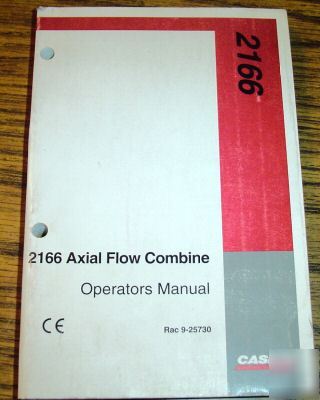 2166
2166 Axial Flow Combine
Operators Manual
CE
Rac 9-25730
CAS